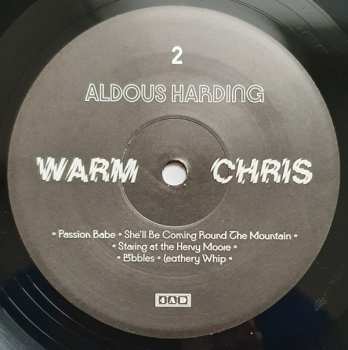 2
ALDOUS HARDING
WARM CHRIS
• Passion Babe • She'll Be Coming Round The Mountain •
• Staring at the Henry Moore •
• Bubbles • Leathery Whip •
4AD